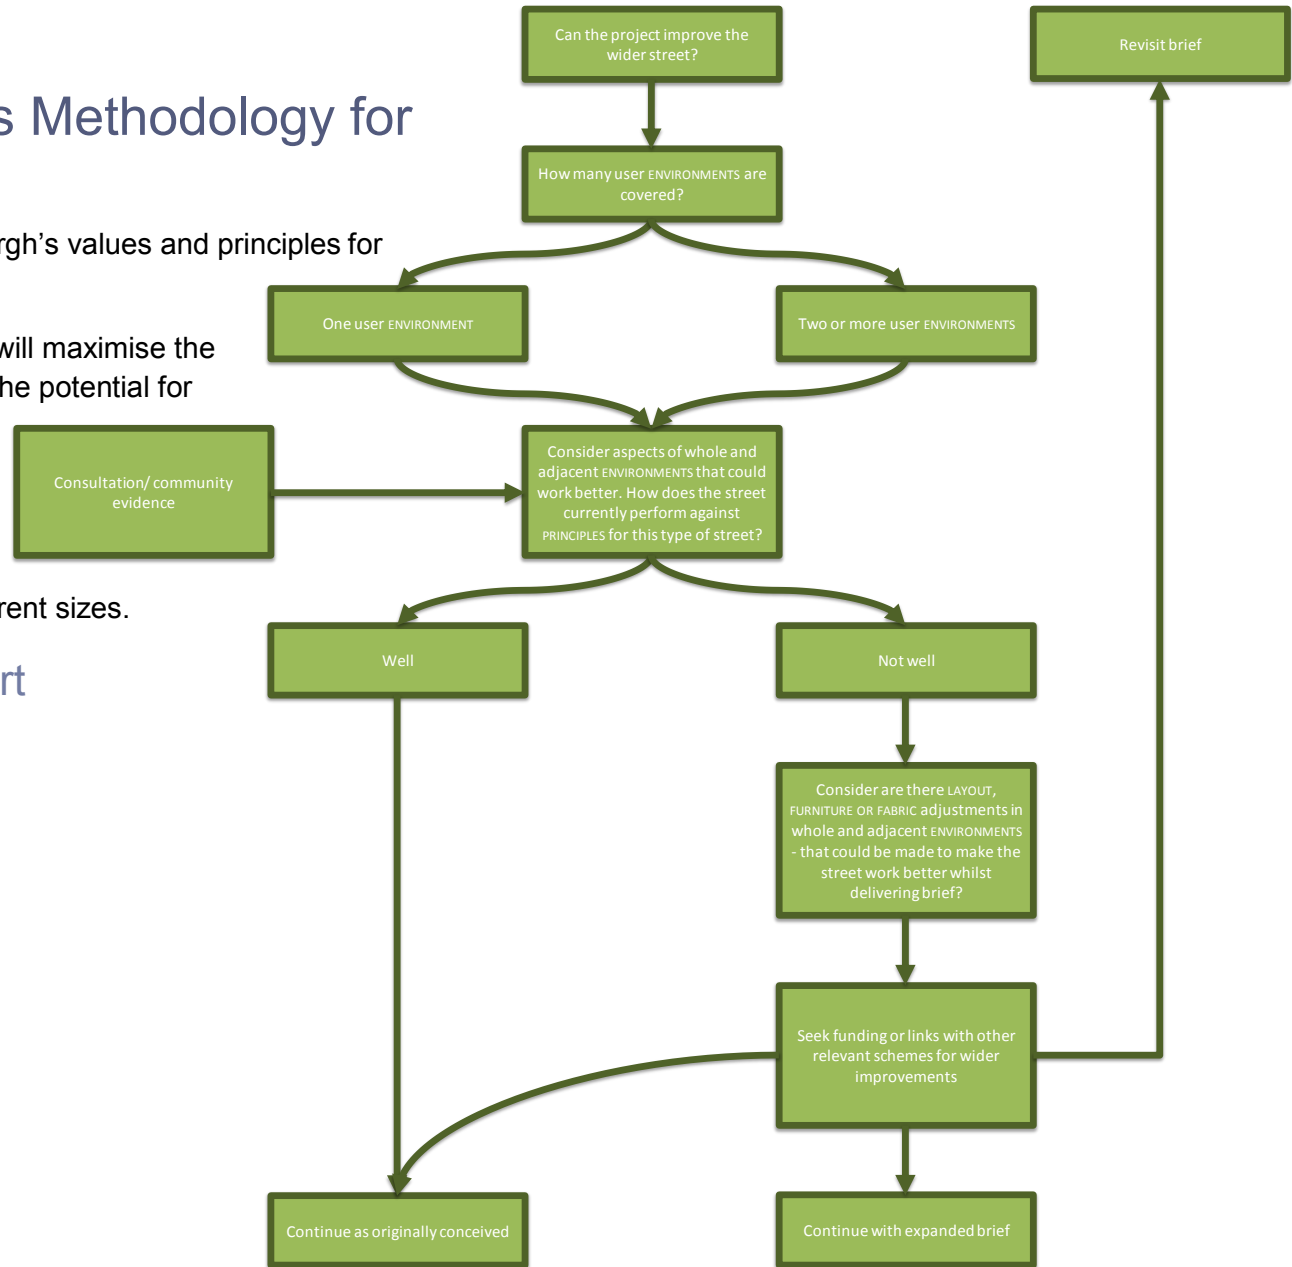 Can the project improve the
wider street?
Revisit brief
s Methodology for
How many user ENVIRONMENTS are
covered?
rgh's values and principles for
One user ENVIRONMENT
Two or more user ENVIRONMENTS
will maximise the
he potential for
Consultation/ community
evidence
Consider aspects of whole and
adjacent ENVIRONMENTS that could
work better. How does the street
currently perform against
PRINCIPLES for this type of street?
rent sizes.
rt
Well
Not well
Consider are there LAYOUT,
FURNITURE OR FABRIC adjustments in
whole and adjacent ENVIRONMENTS
- that could be made to make the
street work better whilst
delivering brief?
Seek funding or links with other
relevant schemes for wider
improvements
Continue as originally conceived
Continue with expanded brief